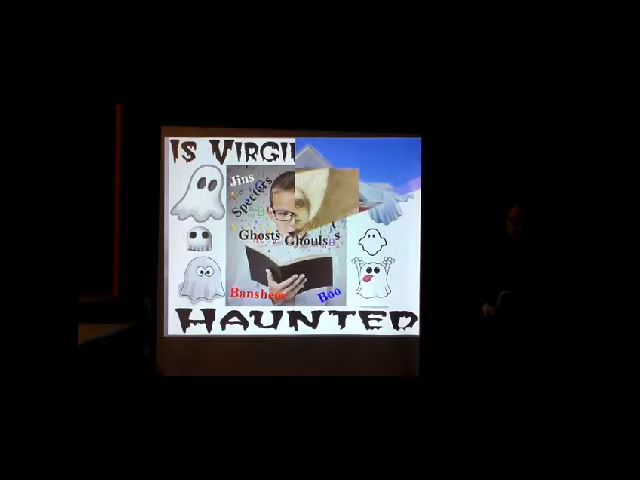 IS VIRGI
Jins
Specters
Ghosts Ghouls
Banshees
Boo
HAUNTED